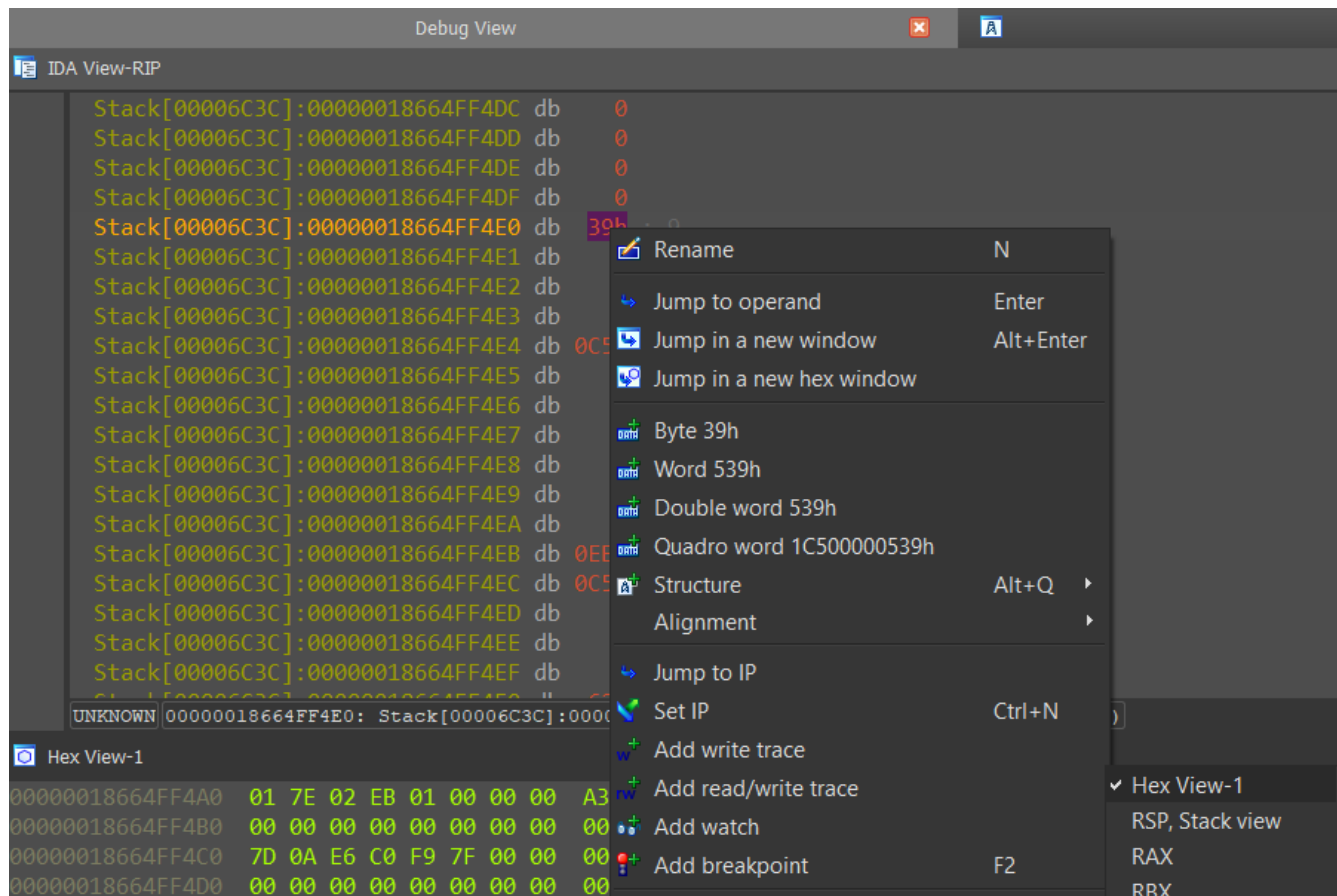 Debug View
IDA View-RIP
Stack[00006C3C]:00000018664FF4DC db 0
Stack[00006C3C]:00000018664FF4DD db 0
Stack[00006C3C]:00000018664FF4DE db 0
Stack[00006C3C]:00000018664FF4DF db 0
Stack[00006C3C]:00000018664FF4E0 db 39h ; 9
Stack[00006C3C]:00000018664FF4E1 db
Stack[00006C3C]:00000018664FF4E2 db
Stack[00006C3C]:00000018664FF4E3 db
Stack[00006C3C]:00000018664FF4E4 db 0C5
Stack[00006C3C]:00000018664FF4E5 db
Stack[00006C3C]:00000018664FF4E6 db
Stack[00006C3C]:00000018664FF4E7 db
Stack[00006C3C]:00000018664FF4E8 db
Stack[00006C3C]:00000018664FF4E9 db
Stack[00006C3C]:00000018664FF4EA db
Stack[00006C3C]:00000018664FF4EB db 0EB
Stack[00006C3C]:00000018664FF4EC db 0C5
Stack[00006C3C]:00000018664FF4ED db
Stack[00006C3C]:00000018664FF4EE db
Stack[00006C3C]:00000018664FF4EF db
UNKNOWN 00000018664FF4E0: Stack[00006C3C]:0000
Rename N
Jump to operand Enter
Jump in a new window Alt+Enter
Jump in a new hex window
Byte 39h
Word 539h
Double word 539h
Quadro word 1C500000539h
Structure Alt+Q
Alignment
Jump to IP
Set IP Ctrl+N
Add write trace
Add read/write trace
Add watch
Add breakpoint F2
Hex View-1
00000018664FF4A0 01 7E 02 EB 01 00 00 00 A3
00000018664FF4B0 00 00 00 00 00 00 00 00 00
00000018664FF4C0 7D 0A E6 C0 F9 7F 00 00 00
00000018664FF4D0 00 00 00 00 00 00 00 00 00
Hex View-1
RSP, Stack view
RAX
RBX